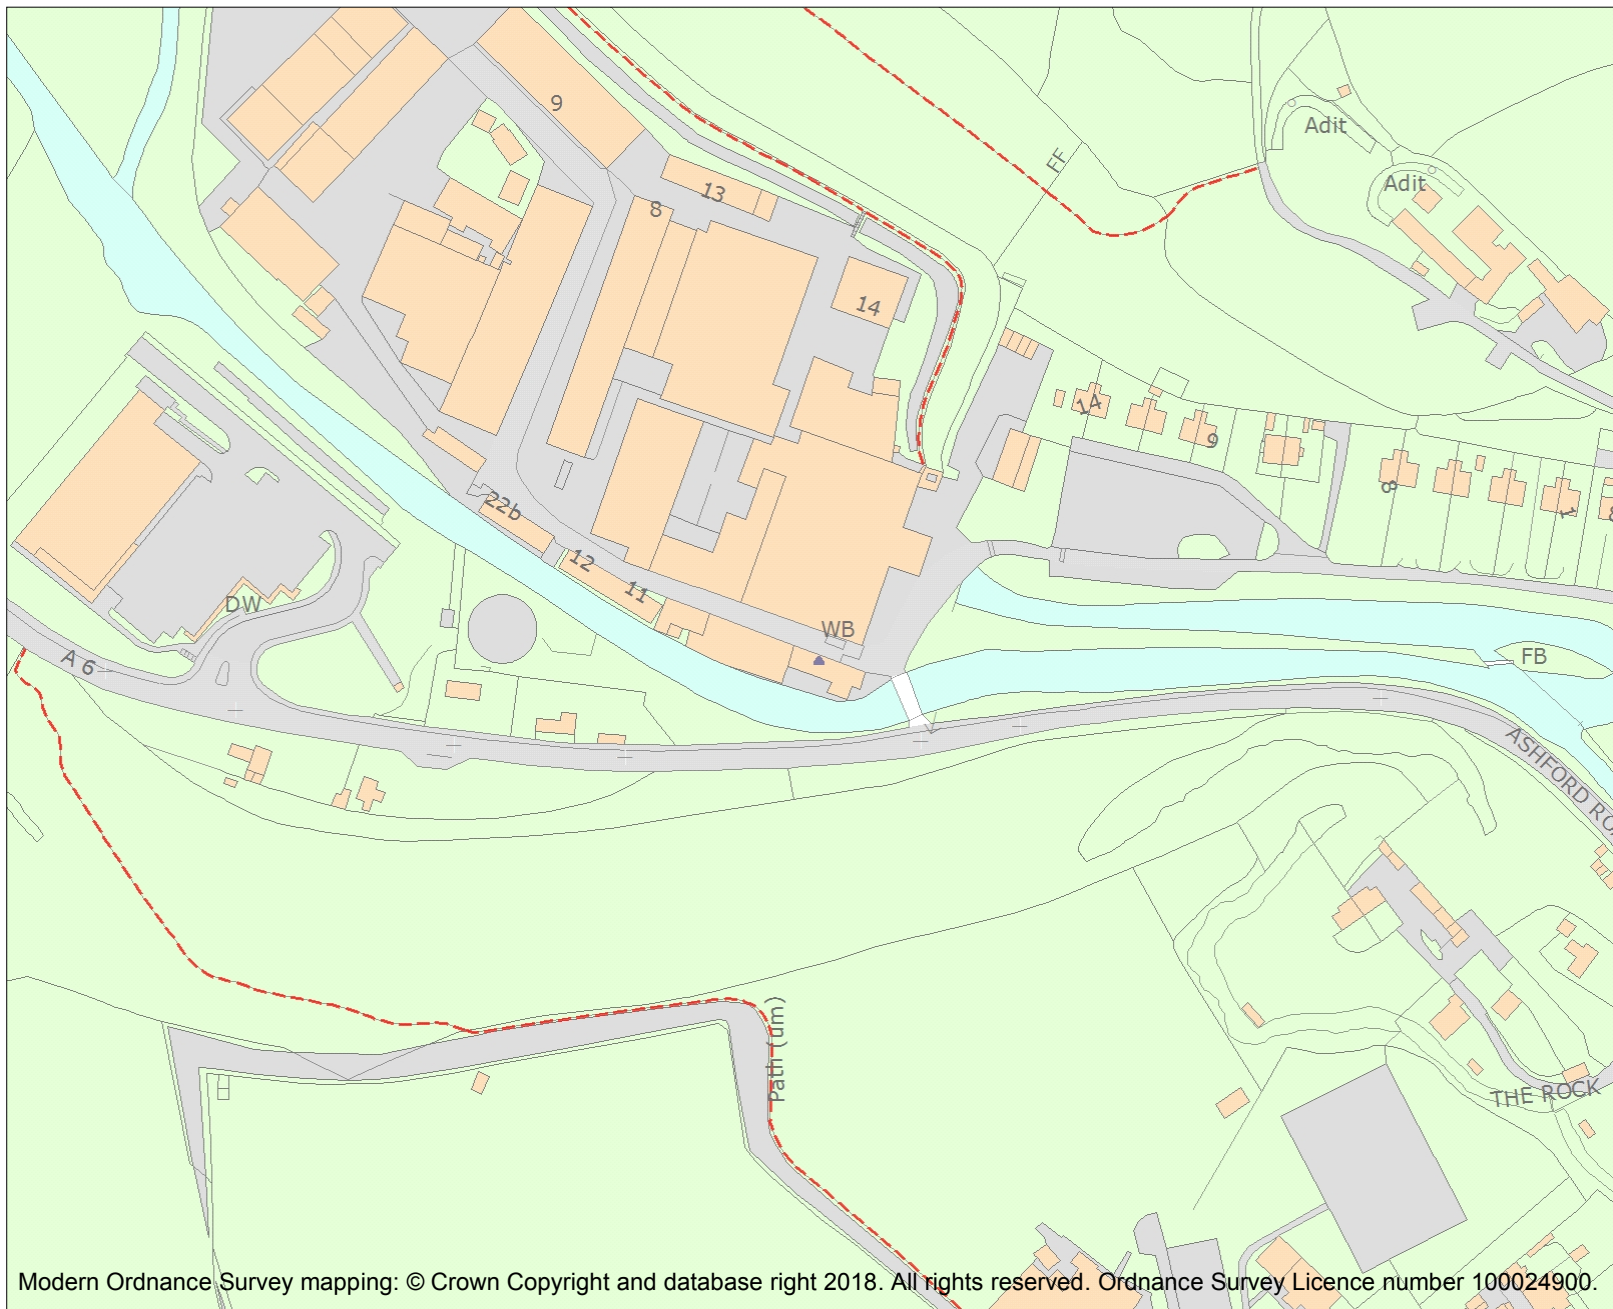 9
Adit
FF
Adit
13
8
14
14
9
8
1
22b
12
11
DW
WB
FB
A 6
ASHFORD RO
Path (um)
THE ROCK
Modern Ordnance Survey mapping: © Crown Copyright and database right 2018. All rights reserved. Ordnance Survey Licence number 100024900.